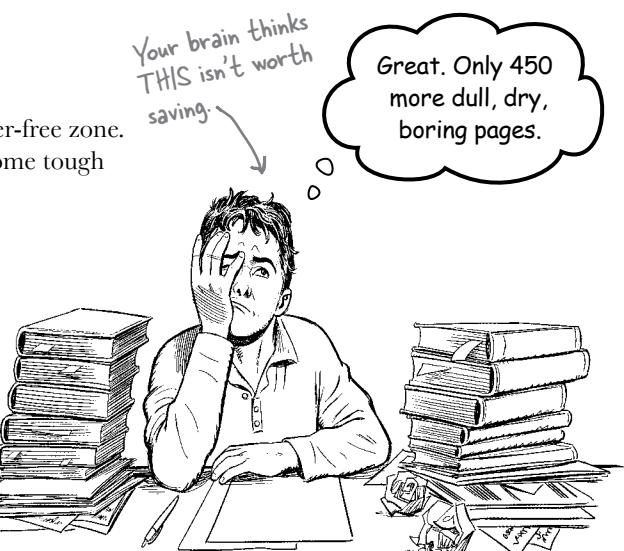 Your brain thinks
THIS isn't worth
saving.
Great. Only 450
more dull, dry,
boring pages.
er-free zone.
ome tough